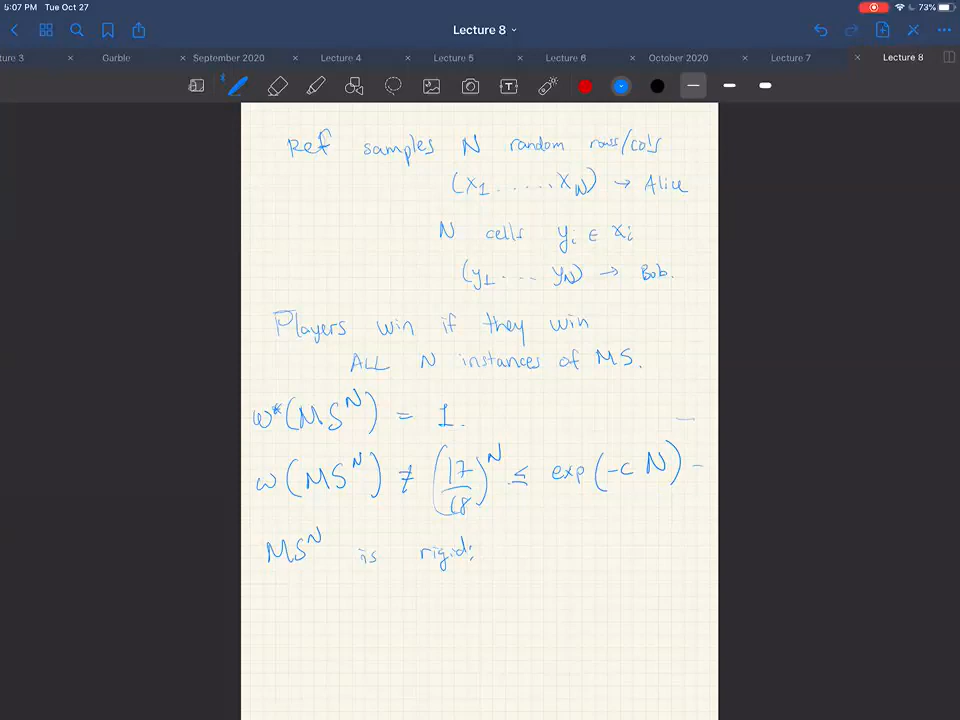 5:07 PM Tue Oct 27
73%
Lecture 8
ure 3 Garble September 2020 Lecture 4 Lecture 5 Lecture 6 October 2020 Lecture 7 Lecture 8
Ref samples N random rows/cols
(x1 ..... xN) → Alice
N cells yi ∈ xi
(y1 .... yN) → Bob.
Players win if they win
ALL N instances of MS.
ω*(MS^N) = 1.
ω(MS^N) ≠ (17/18)^N ≤ exp(-c N)
MS^N is rigid: